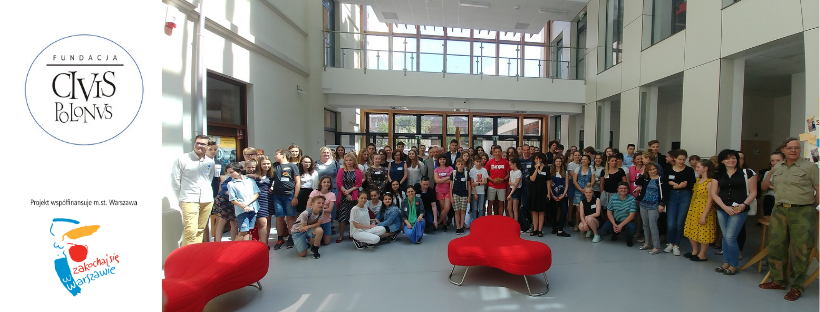 FUNDACJA
CIVIS
POLONVS
Projekt współfinansuje m.st. Warszawa
zakochaj się
w Warszawie